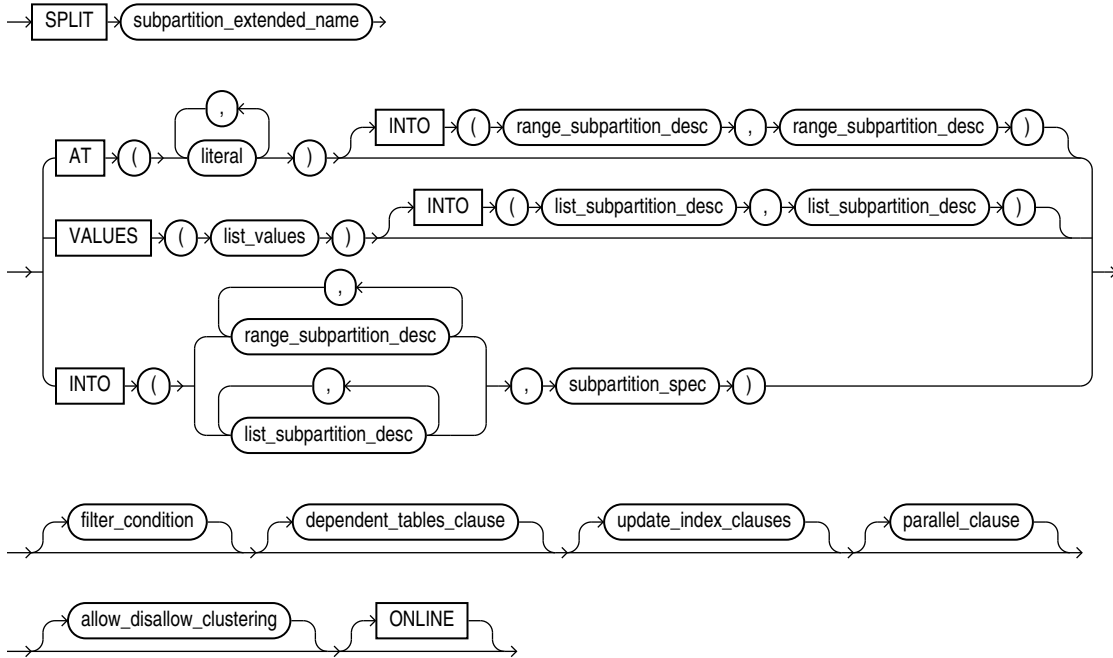 SPLIT subpartition_extended_name
,
INTO ( range_subpartition_desc , range_subpartition_desc )
AT ( literal )
INTO ( list_subpartition_desc , list_subpartition_desc )
VALUES ( list_values )
,
range_subpartition_desc
INTO ( , , subpartition_spec )
list_subpartition_desc
filter_condition dependent_tables_clause update_index_clauses parallel_clause
allow_disallow_clustering ONLINE